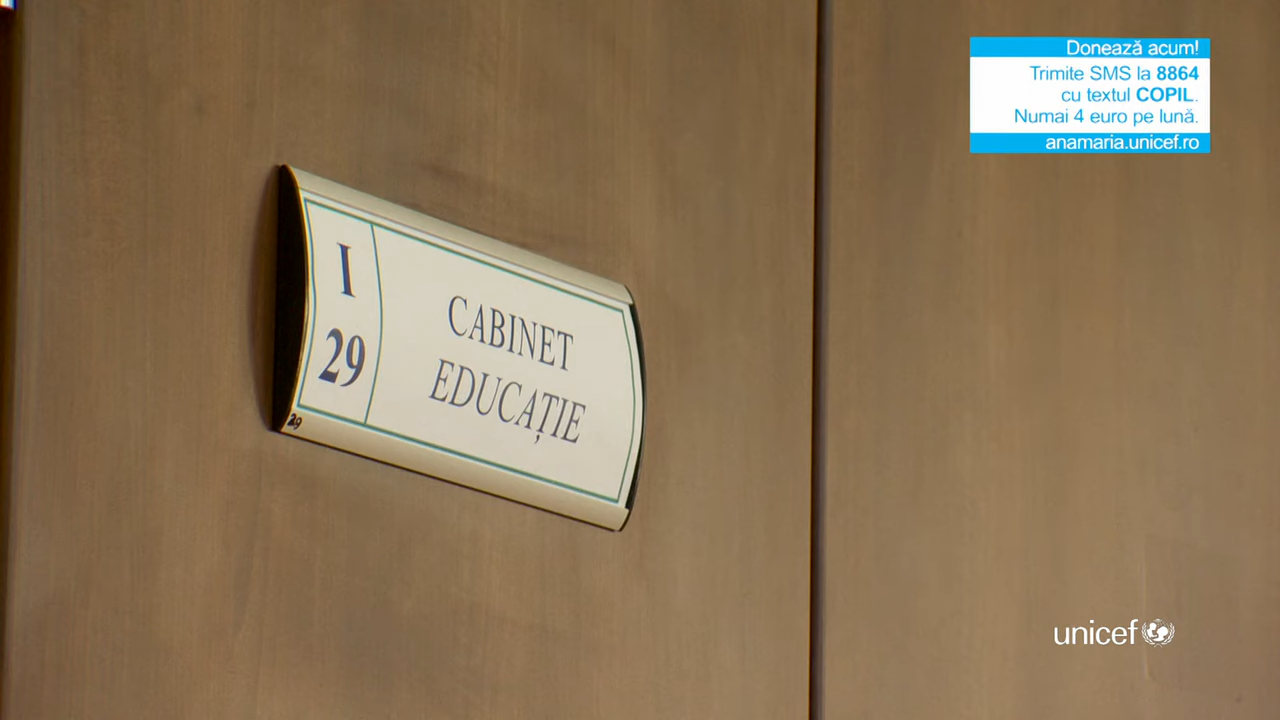 Donează acum!
Trimite SMS la 8864
cu textul COPIL.
Numai 4 euro pe lună.
anamaria.unicef.ro
I
29
CABINET
EDUCAȚIE
29
unicef